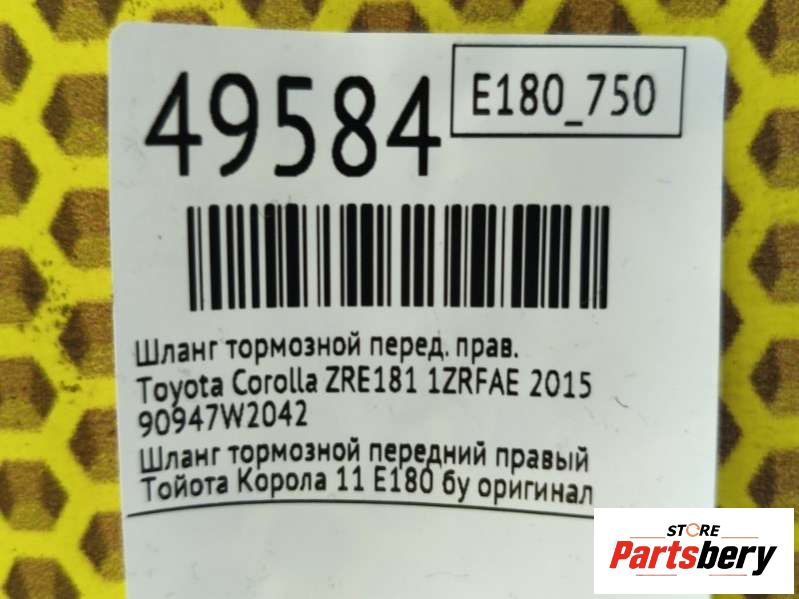 49584
E180_750
Шланг тормозной перед. прав.
Toyota Corolla ZRE181 1ZRFAE 2015
90947W2042
Шланг тормозной передний правый
Тойота Корола 11 Е180 бу оригинал
STORE
Partsbery